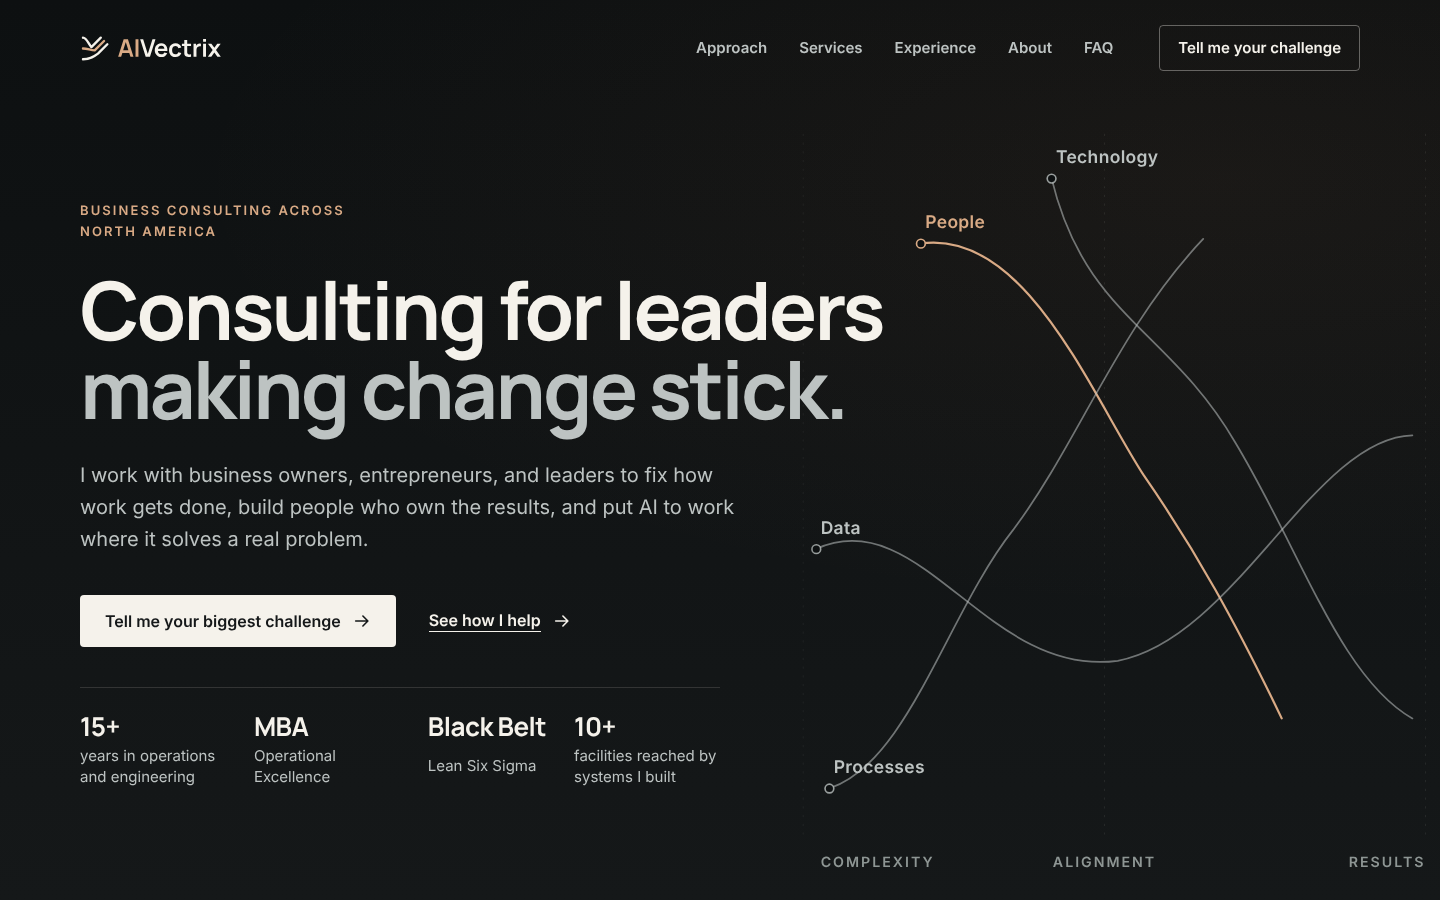 AIVectrix
Approach
Services
Experience
About
FAQ
Tell me your challenge
BUSINESS CONSULTING ACROSS
NORTH AMERICA
Consulting for leaders
making change stick.
I work with business owners, entrepreneurs, and leaders to fix how
work gets done, build people who own the results, and put AI to work
where it solves a real problem.
Tell me your biggest challenge →
See how I help →
15+
years in operations
and engineering
MBA
Operational
Excellence
Black Belt
Lean Six Sigma
10+
facilities reached by
systems I built
Technology
People
Data
Processes
COMPLEXITY
ALIGNMENT
RESULTS